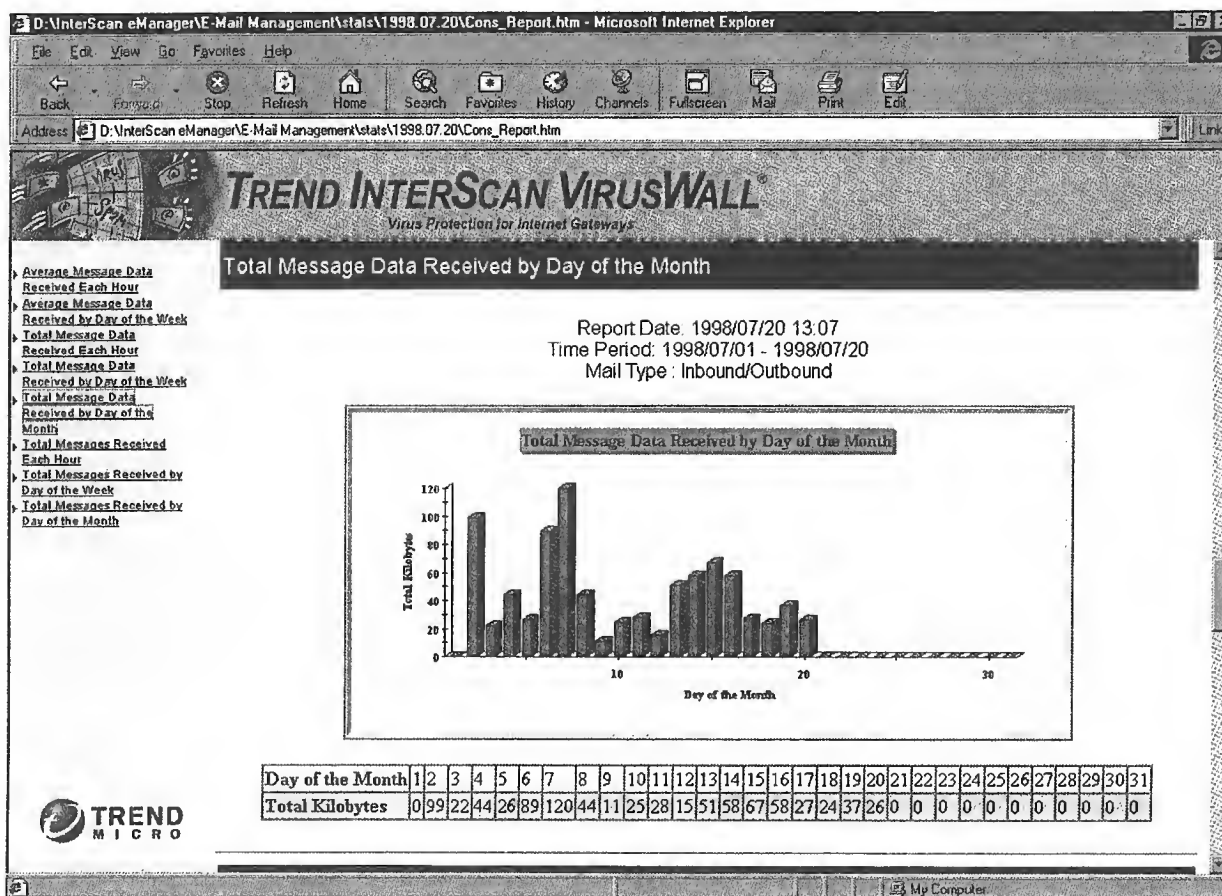 D:\InterScan eManager\E-Mail Management\stats\1998.07.20\Cons_Report.htm - Microsoft Internet Explorer
File Edit View Go Favorites Help
Back Forward Stop Refresh Home Search Favorites History Channels Fullscreen Mail Print Edit
Address D:\InterScan eManager\E-Mail Management\stats\1998.07.20\Cons_Report.htm Link
VIRUS
Spam
TREND INTERSCAN VIRUSWALL®
Virus Protection for Internet Gateways
Average Message Data
Received Each Hour
Average Message Data
Received by Day of the Week
Total Message Data
Received Each Hour
Total Message Data
Received by Day of the Week
Total Message Data
Received by Day of the
Month
Total Messages Received
Each Hour
Total Messages Received by
Day of the Week
Total Messages Received by
Day of the Month
Total Message Data Received by Day of the Month
Report Date: 1998/07/20 13:07
Time Period: 1998/07/01 - 1998/07/20
Mail Type : Inbound/Outbound
Total Message Data Received by Day of the Month
Total Kilobytes
120
100
80
60
40
20
0
10 20 30
Day of the Month
Day of the Month 1 2 3 4 5 6 7 8 9 10 11 12 13 14 15 16 17 18 19 20 21 22 23 24 25 26 27 28 29 30 31
Total Kilobytes 0 99 22 44 26 89 120 44 11 25 28 15 51 58 67 58 27 24 37 26 0 0 0 0 0 0 0 0 0 0 0
TREND
MICRO
My Computer